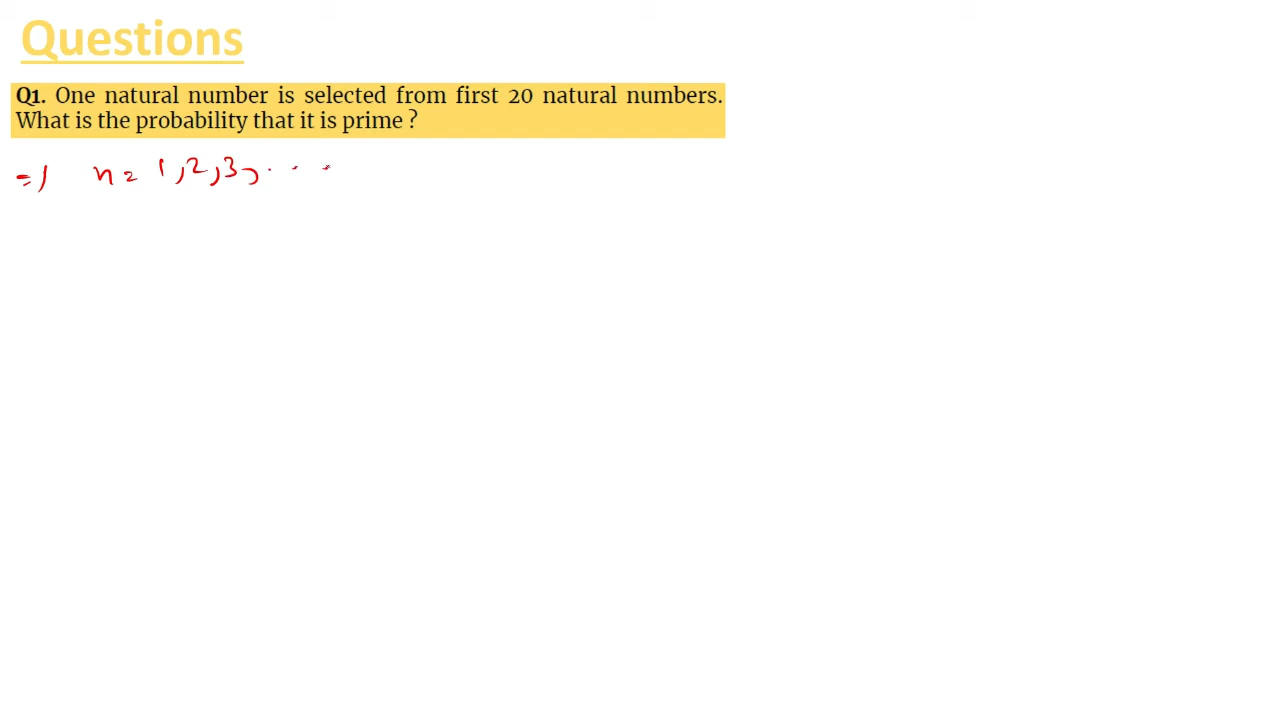 Questions
Q1. One natural number is selected from first 20 natural numbers.
What is the probability that it is prime ?
=) n = 1, 2, 3, . . .